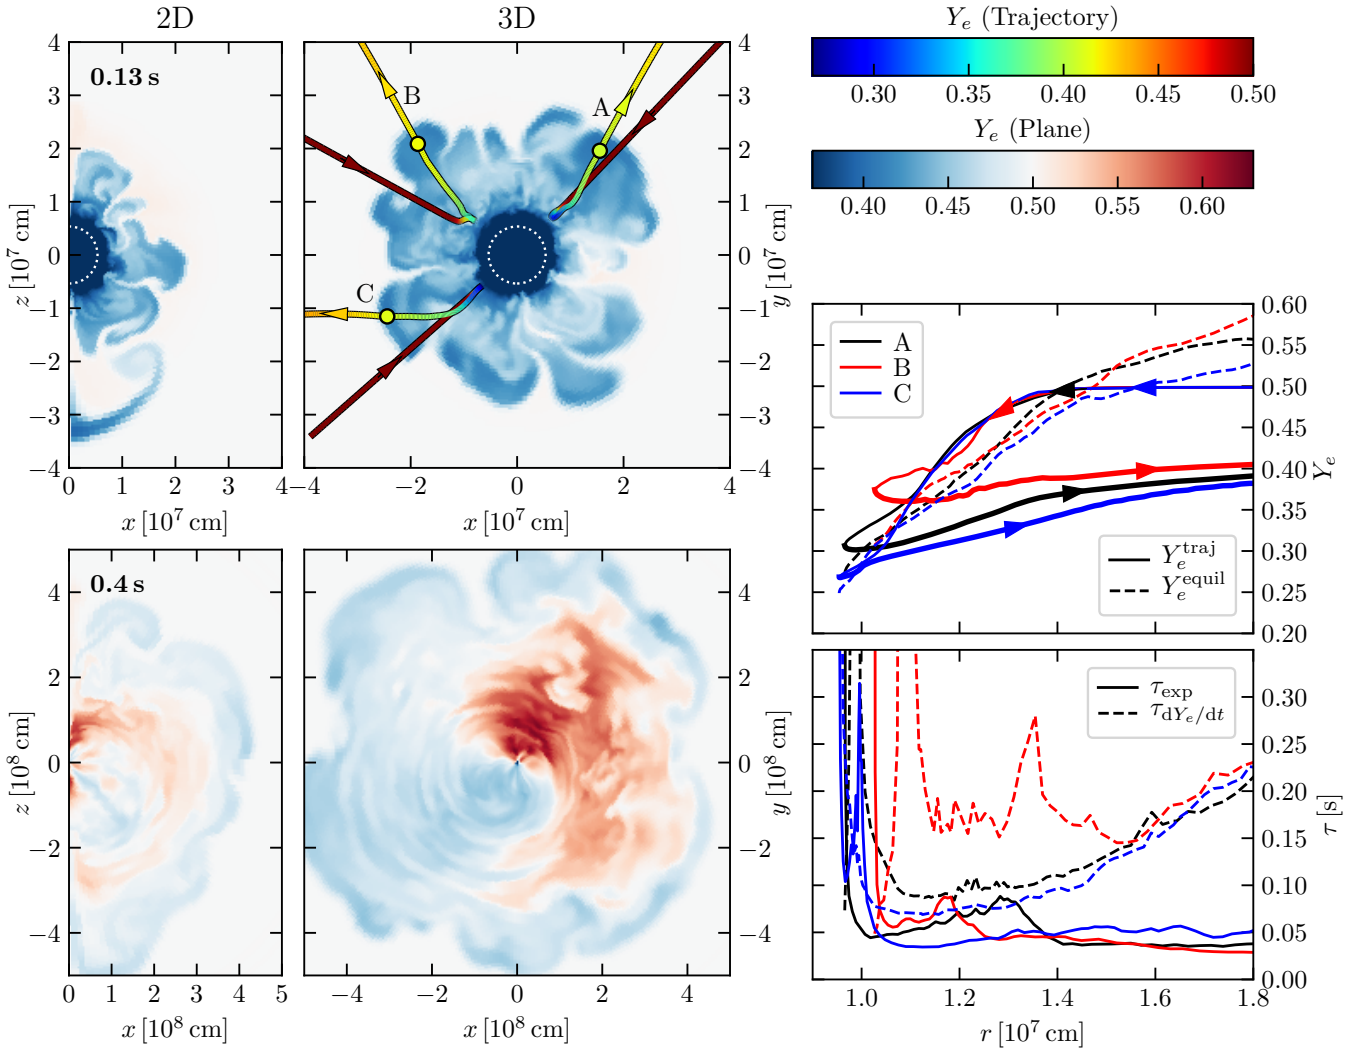 2D
3D
0.13 s
z [10^7 cm]
0 1 2 3 4
x [10^7 cm]
A
B
C
4
3
2
1
0
−1
−2
−3
−4
y [10^7 cm]
−4 −2 0 2 4
x [10^7 cm]
Y_e (Trajectory)
0.30 0.35 0.40 0.45 0.50
Y_e (Plane)
0.40 0.45 0.50 0.55 0.60
0.4 s
z [10^8 cm]
0 1 2 3 4 5
x [10^8 cm]
4
2
0
−2
−4
y [10^8 cm]
−4 −2 0 2 4
x [10^8 cm]
A
B
C
Y_e^traj
Y_e^equil
0.60
0.55
0.50
0.45
0.40
0.35
0.30
0.25
0.20
Y_e
τ_exp
τ_dY_e/dt
0.30
0.25
0.20
0.15
0.10
0.05
0.00
τ [s]
1.0 1.2 1.4 1.6 1.8
r [10^7 cm]